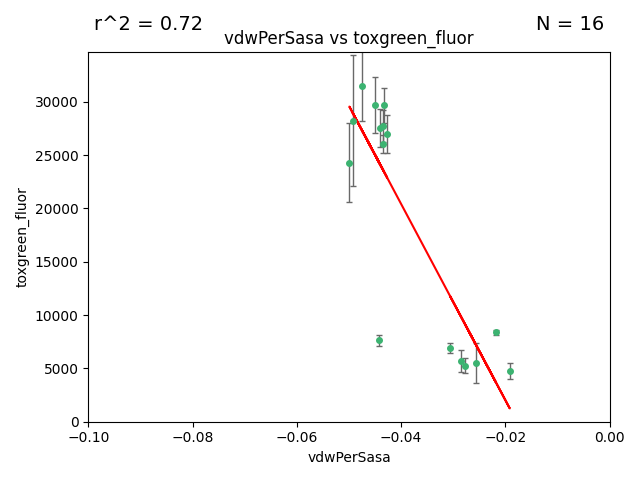 r^2 = 0.72
N = 16
vdwPerSasa vs toxgreen_fluor
toxgreen_fluor
30000
25000
20000
15000
10000
5000
0
−0.10
−0.08
−0.06
−0.04
−0.02
0.00
vdwPerSasa